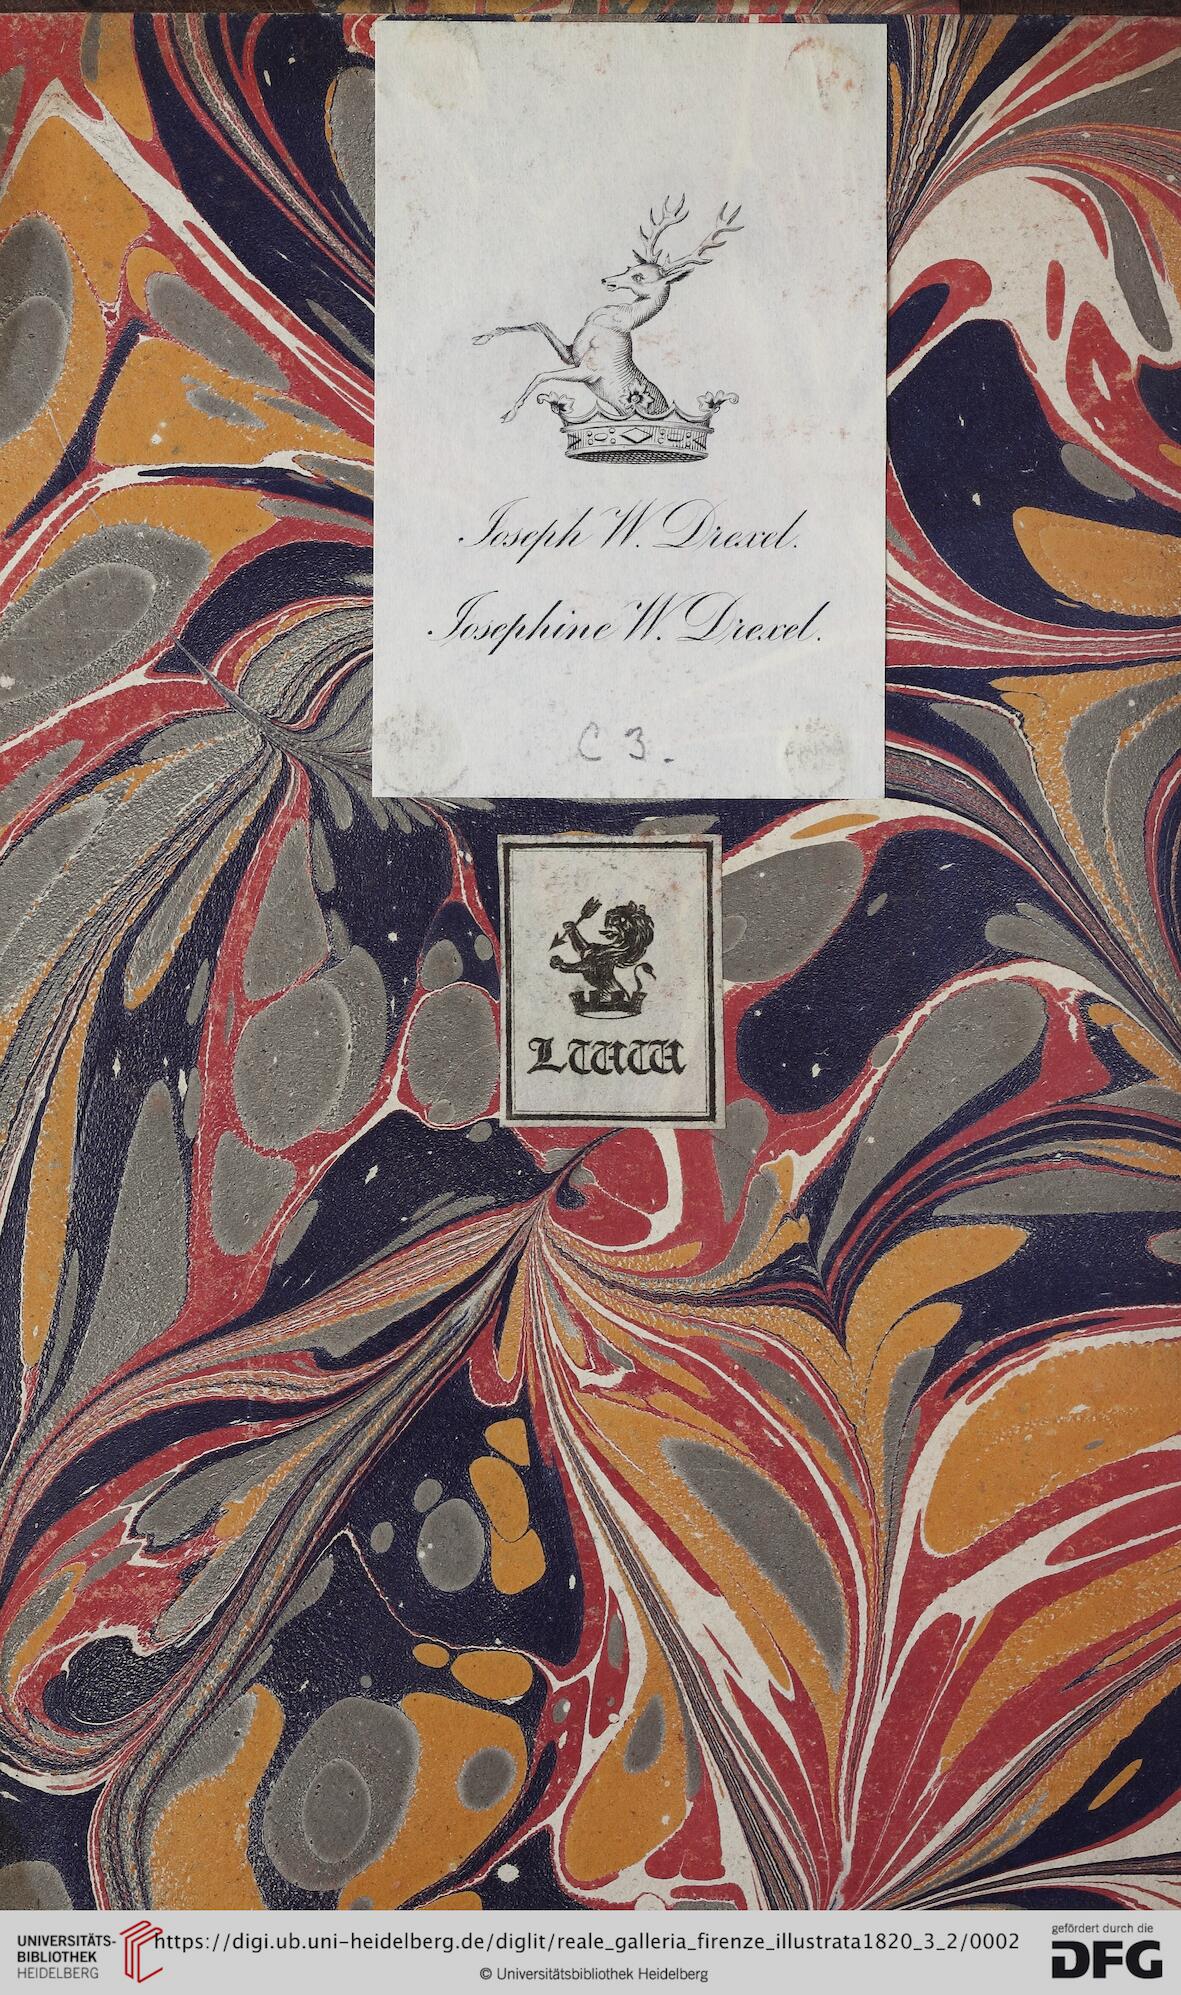 Joseph W. Drexel.
Josephine W. Drexel.
C 3.
UNIVERSITÄTS-
BIBLIOTHEK
HEIDELBERG
https://digi.ub.uni-heidelberg.de/diglit/reale_galleria_firenze_illustrata1820_3_2/0002
© Universitätsbibliothek Heidelberg
gefördert durch die
DFG